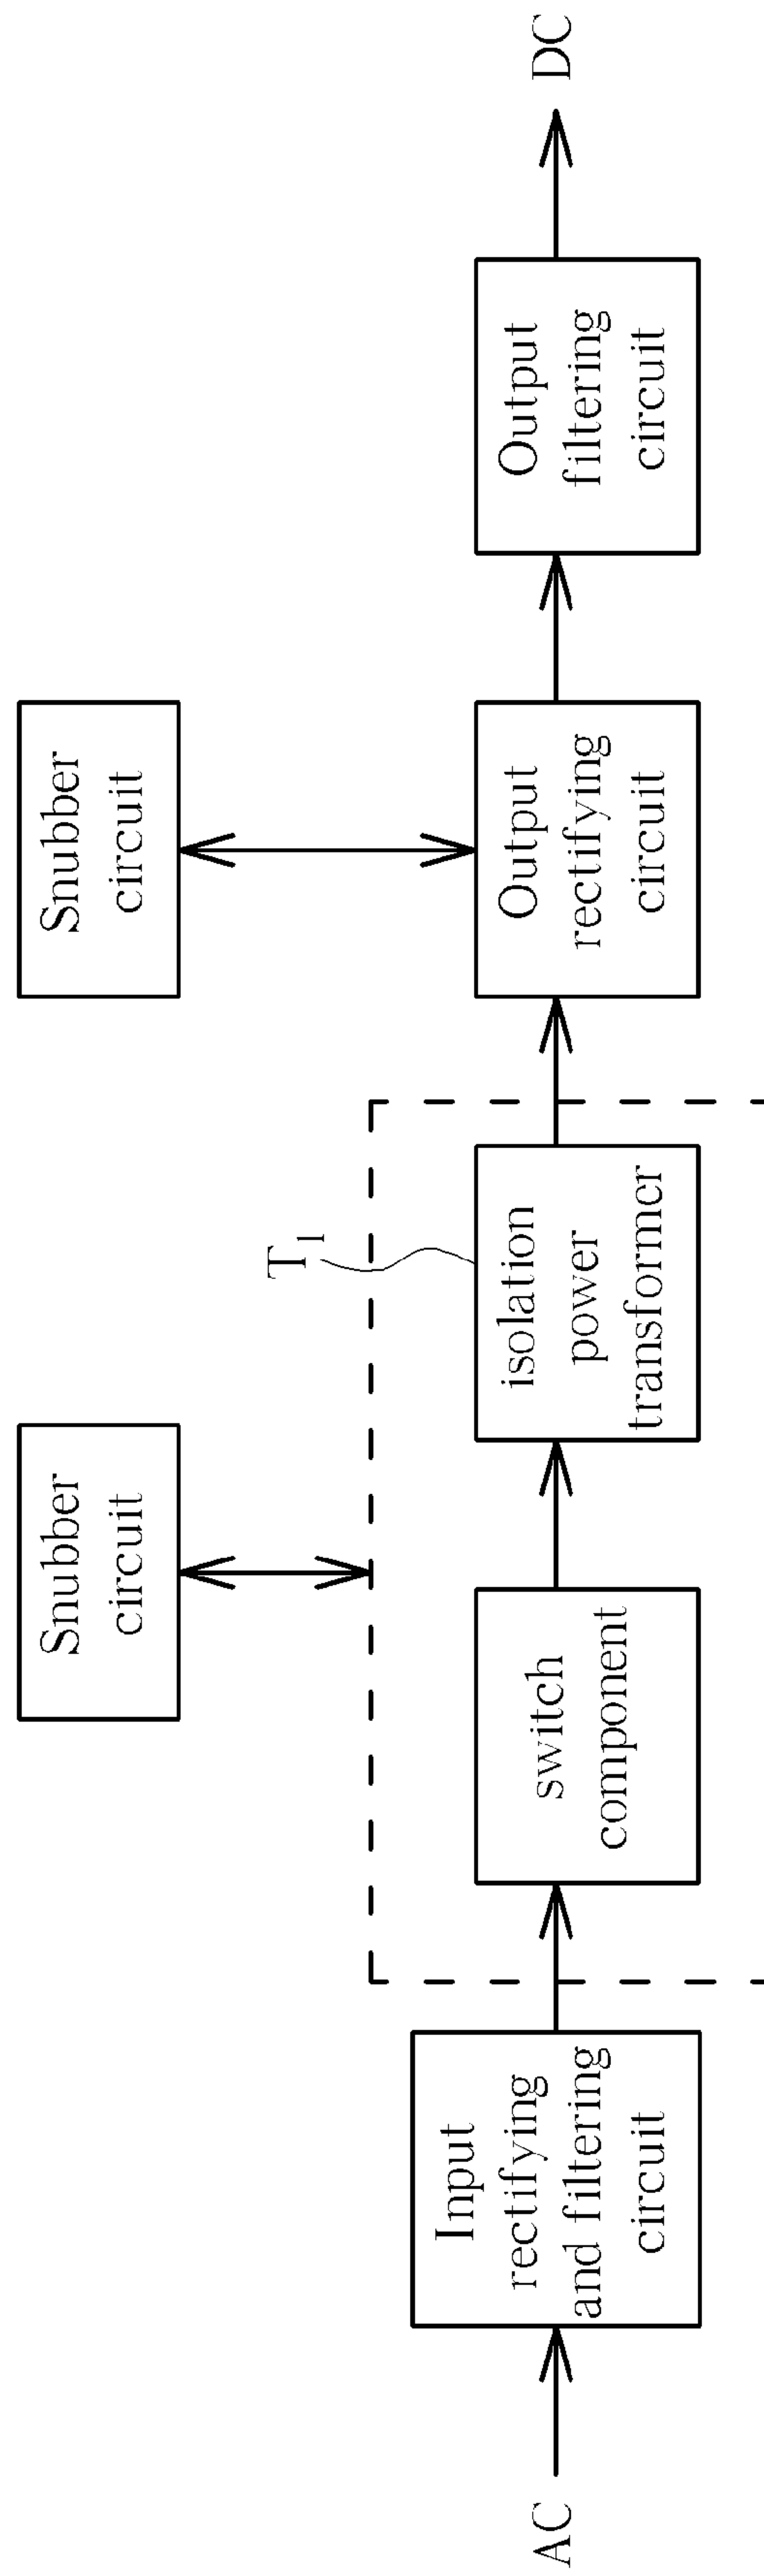 Snubber
circuit
Snubber
circuit
T1
AC
Input
rectifying
and filtering
circuit
switch
component
isolation
power
transformer
Output
rectifying
circuit
Output
filtering
circuit
DC